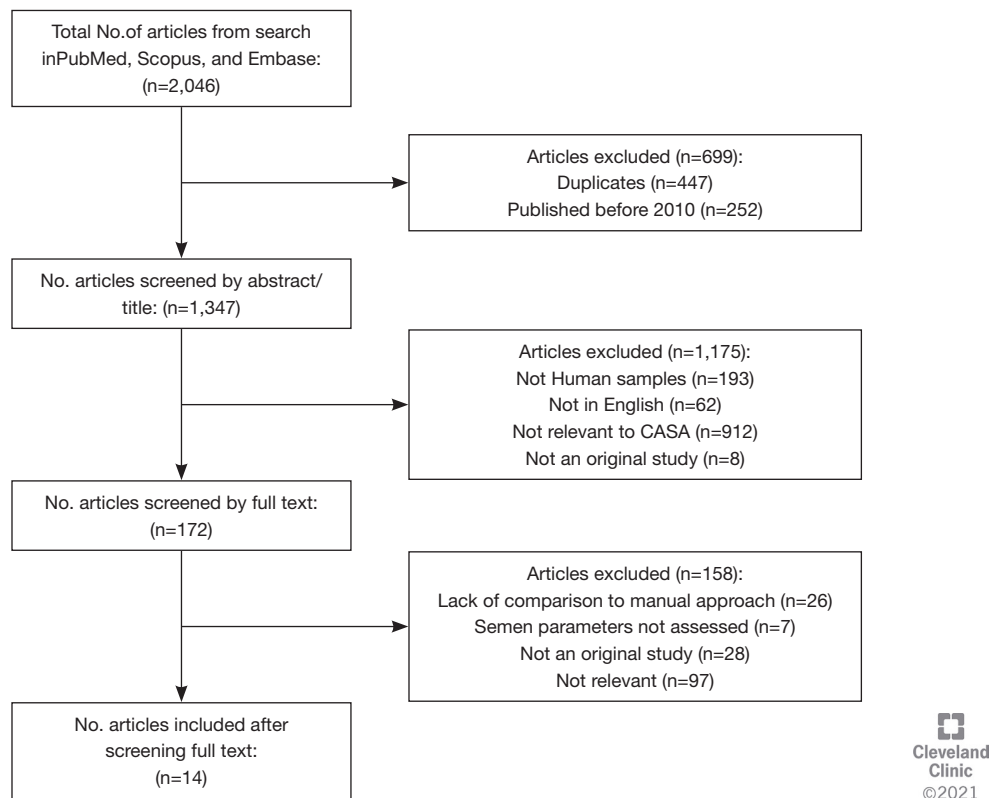 Total No.of articles from search
inPubMed, Scopus, and Embase:
(n=2,046)
Articles excluded (n=699):
Duplicates (n=447)
Published before 2010 (n=252)
No. articles screened by abstract/
title: (n=1,347)
Articles excluded (n=1,175):
Not Human samples (n=193)
Not in English (n=62)
Not relevant to CASA (n=912)
Not an original study (n=8)
No. articles screened by full text:
(n=172)
Articles excluded (n=158):
Lack of comparison to manual approach (n=26)
Semen parameters not assessed (n=7)
Not an original study (n=28)
Not relevant (n=97)
No. articles included after
screening full text:
(n=14)
Cleveland
Clinic
©2021